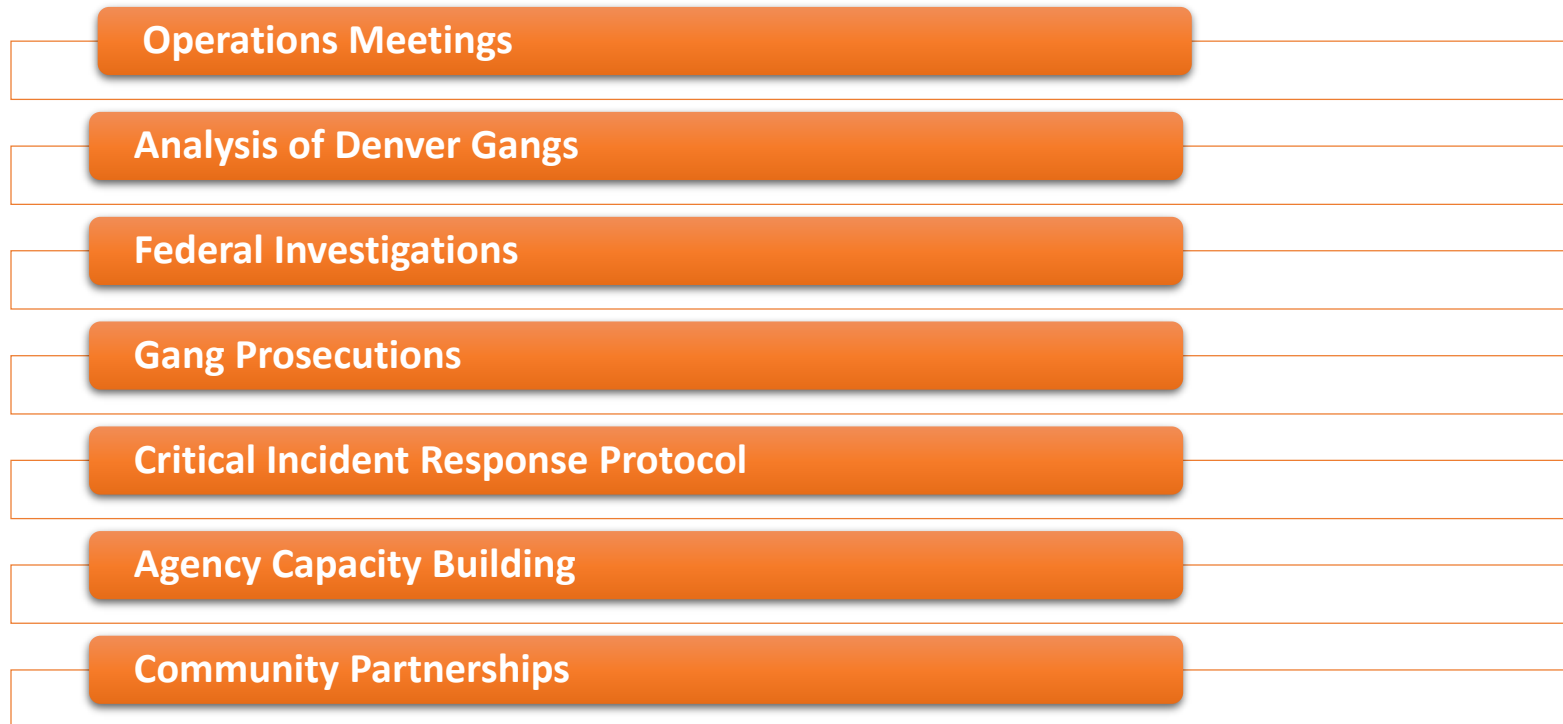 Operations Meetings
Analysis of Denver Gangs
Federal Investigations
Gang Prosecutions
Critical Incident Response Protocol
Agency Capacity Building
Community Partnerships